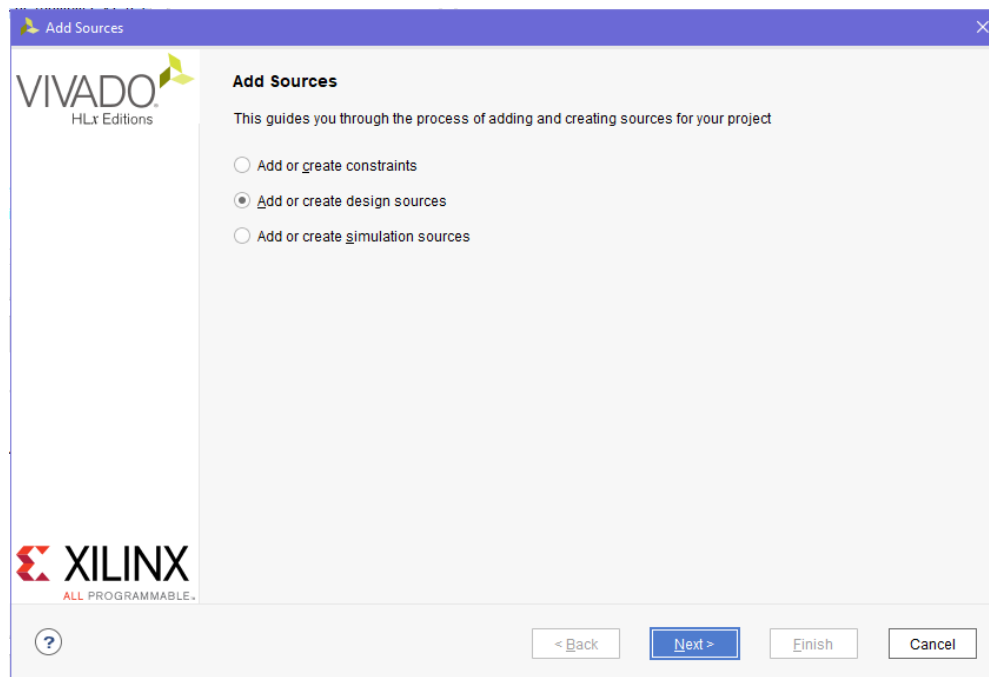 Add Sources
VIVADO.
HLx Editions
Add Sources
This guides you through the process of adding and creating sources for your project
Add or create constraints
Add or create design sources
Add or create simulation sources
XILINX
ALL PROGRAMMABLE.
?
< Back
Next >
Finish
Cancel